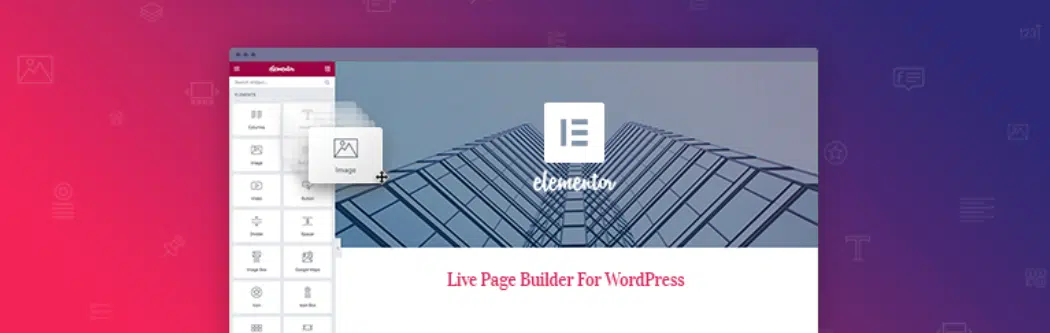 elementor
Search widget...
ELEMENTS
Columns
Image
Image
Video
Button
Divider
Spacer
Image Box
Google Maps
Icon
Icon Box
elementor
Live Page Builder For WordPress